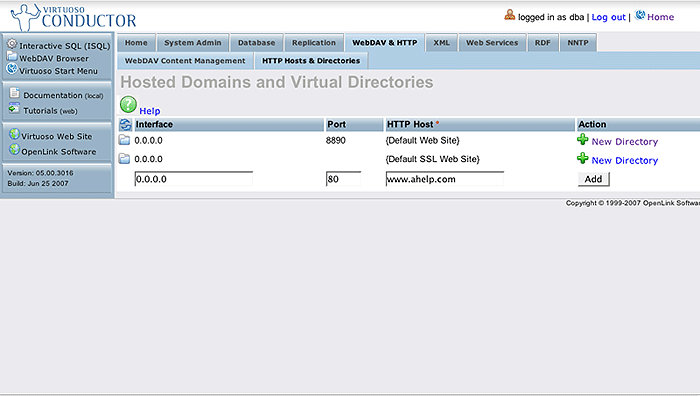 VIRTUOSO
CONDUCTOR
logged in as dba | Log out | Home
Interactive SQL (ISQL)
WebDAV Browser
Virtuoso Start Menu
Documentation (local)
Tutorials (web)
Virtuoso Web Site
OpenLink Software
Version: 05.00.3016
Build: Jun 25 2007
Home System Admin Database Replication WebDAV & HTTP XML Web Services RDF NNTP
WebDAV Content Management HTTP Hosts & Directories
Hosted Domains and Virtual Directories
Help
Interface Port HTTP Host * Action
0.0.0.0 8890 {Default Web Site} New Directory
0.0.0.0 {Default SSL Web Site} New Directory
0.0.0.0 80 www.ahelp.com Add
Copyright © 1999-2007 OpenLink Softwar